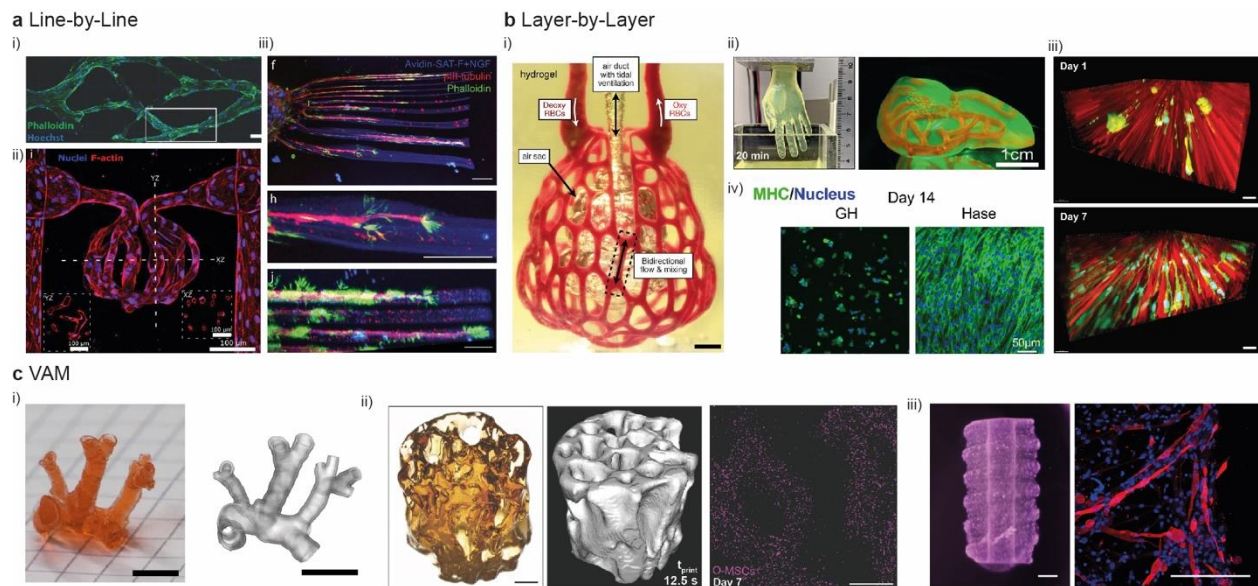 a Line-by-Line
i)
Phalloidin
Hoechst
ii)
Nuclei F-actin
YZ
XZ
YZ
100 µm
XZ
100 µm
100 µm
iii)
f
Avidin-SAT-F+NGF
βIII-tubulin
Phalloidin
h
j
b Layer-by-Layer
i)
hydrogel
air duct
with tidal
ventilation
Deoxy
RBCs
Oxy
RBCs
air sac
Bidirectional
flow & mixing
ii)
20 min
1cm
iii)
Day 1
Day 7
iv)
MHC/Nucleus Day 14
GH Hase
50µm
c VAM
i)
ii)
tprint
12.5 s
O-MSCs
Day 7
iii)